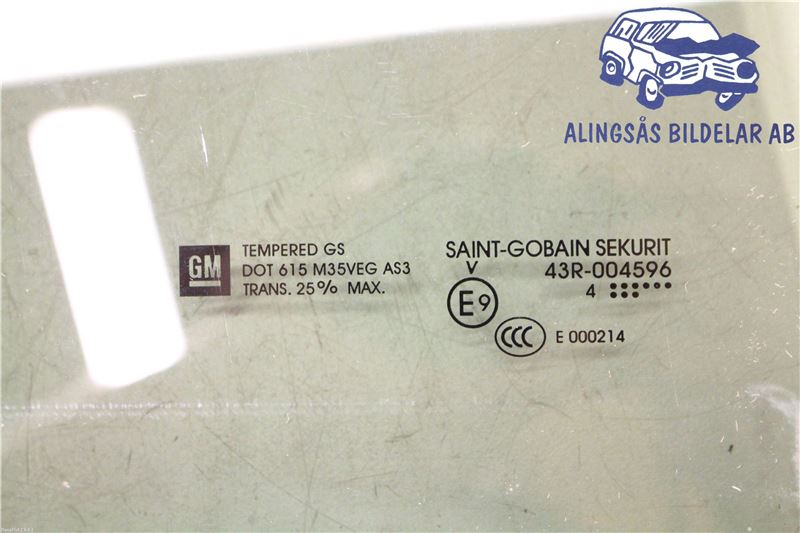 ALINGSÅS BILDELAR AB
GM
TEMPERED GS
DOT 615 M35VEG AS3
TRANS. 25% MAX.
SAINT-GOBAIN SEKURIT
V
43R-004596
4
E9
CCC
E 000214